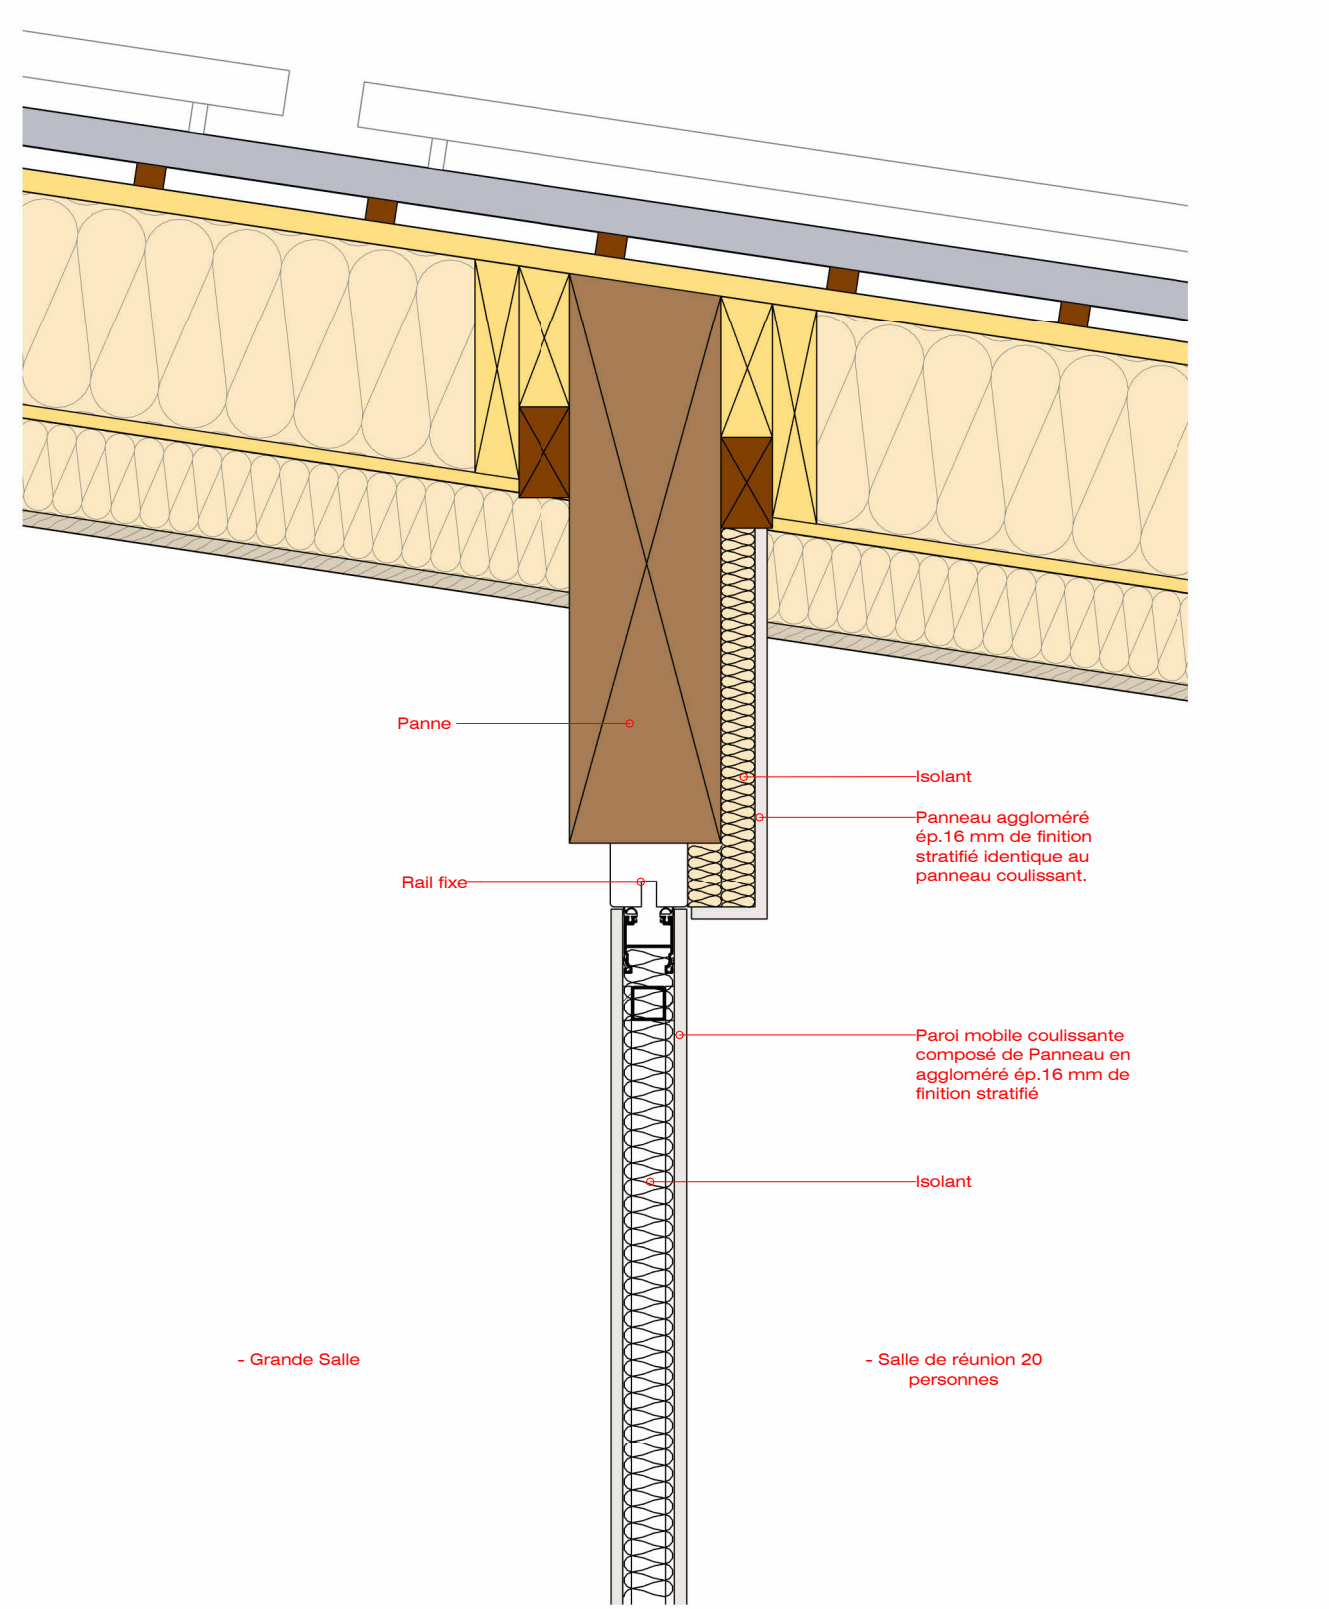 Panne
Isolant
Panneau aggloméré
ép.16 mm de finition
stratifié identique au
panneau coulissant.
Rail fixe
Paroi mobile coulissante
composé de Panneau en
aggloméré ép.16 mm de
finition stratifié
Isolant
- Grande Salle
- Salle de réunion 20
personnes